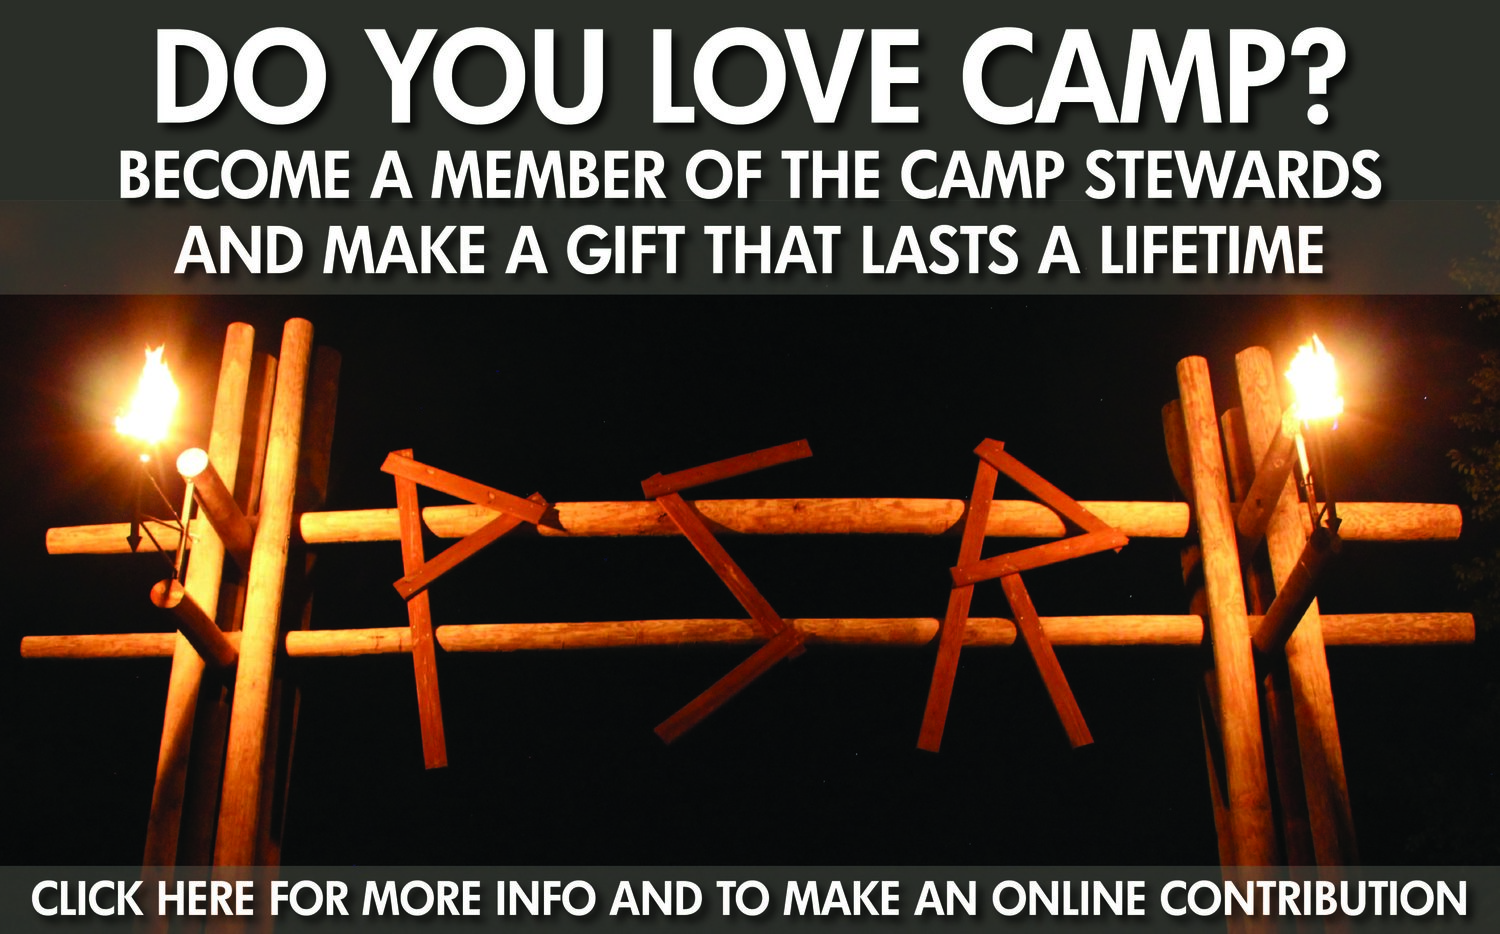 DO YOU LOVE CAMP?
BECOME A MEMBER OF THE CAMP STEWARDS
AND MAKE A GIFT THAT LASTS A LIFETIME
PSR
CLICK HERE FOR MORE INFO AND TO MAKE AN ONLINE CONTRIBUTION